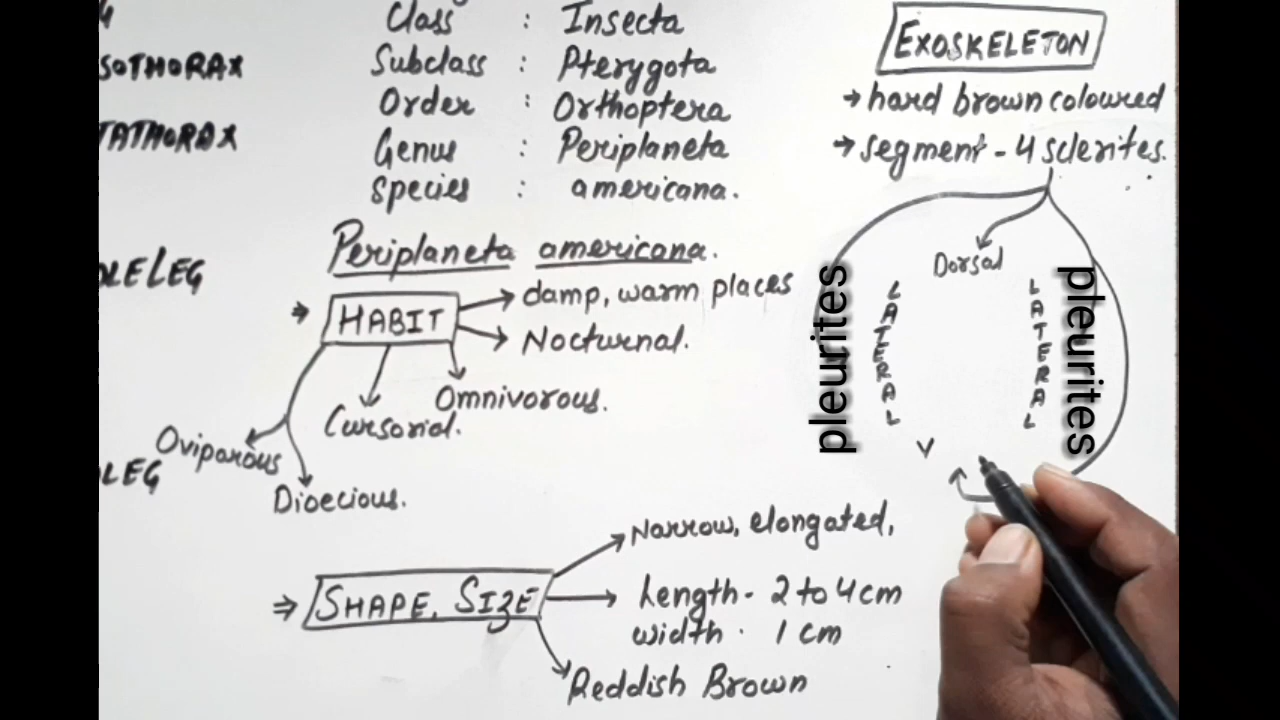 Class : Insecta
Subclass : Pterygota
Order : Orthoptera
Genus : Periplaneta
Species : americana.
Periplaneta americana.
⇒ HABIT
damp, warm places
Nocturnal.
Omnivorous.
Cursorial.
Oviparous
Dioecious.
⇒ SHAPE, SIZE
Narrow, elongated,
Length - 2 to 4 cm
width - 1 cm
Reddish Brown
EXOSKELETON
→ hard brown coloured
→ segment - 4 sclerites.
Dorsal
LATERAL
LATERAL
pleurites
pleurites
V
4
SOTHORAX
TATHORAX
DLE LEG
LEG